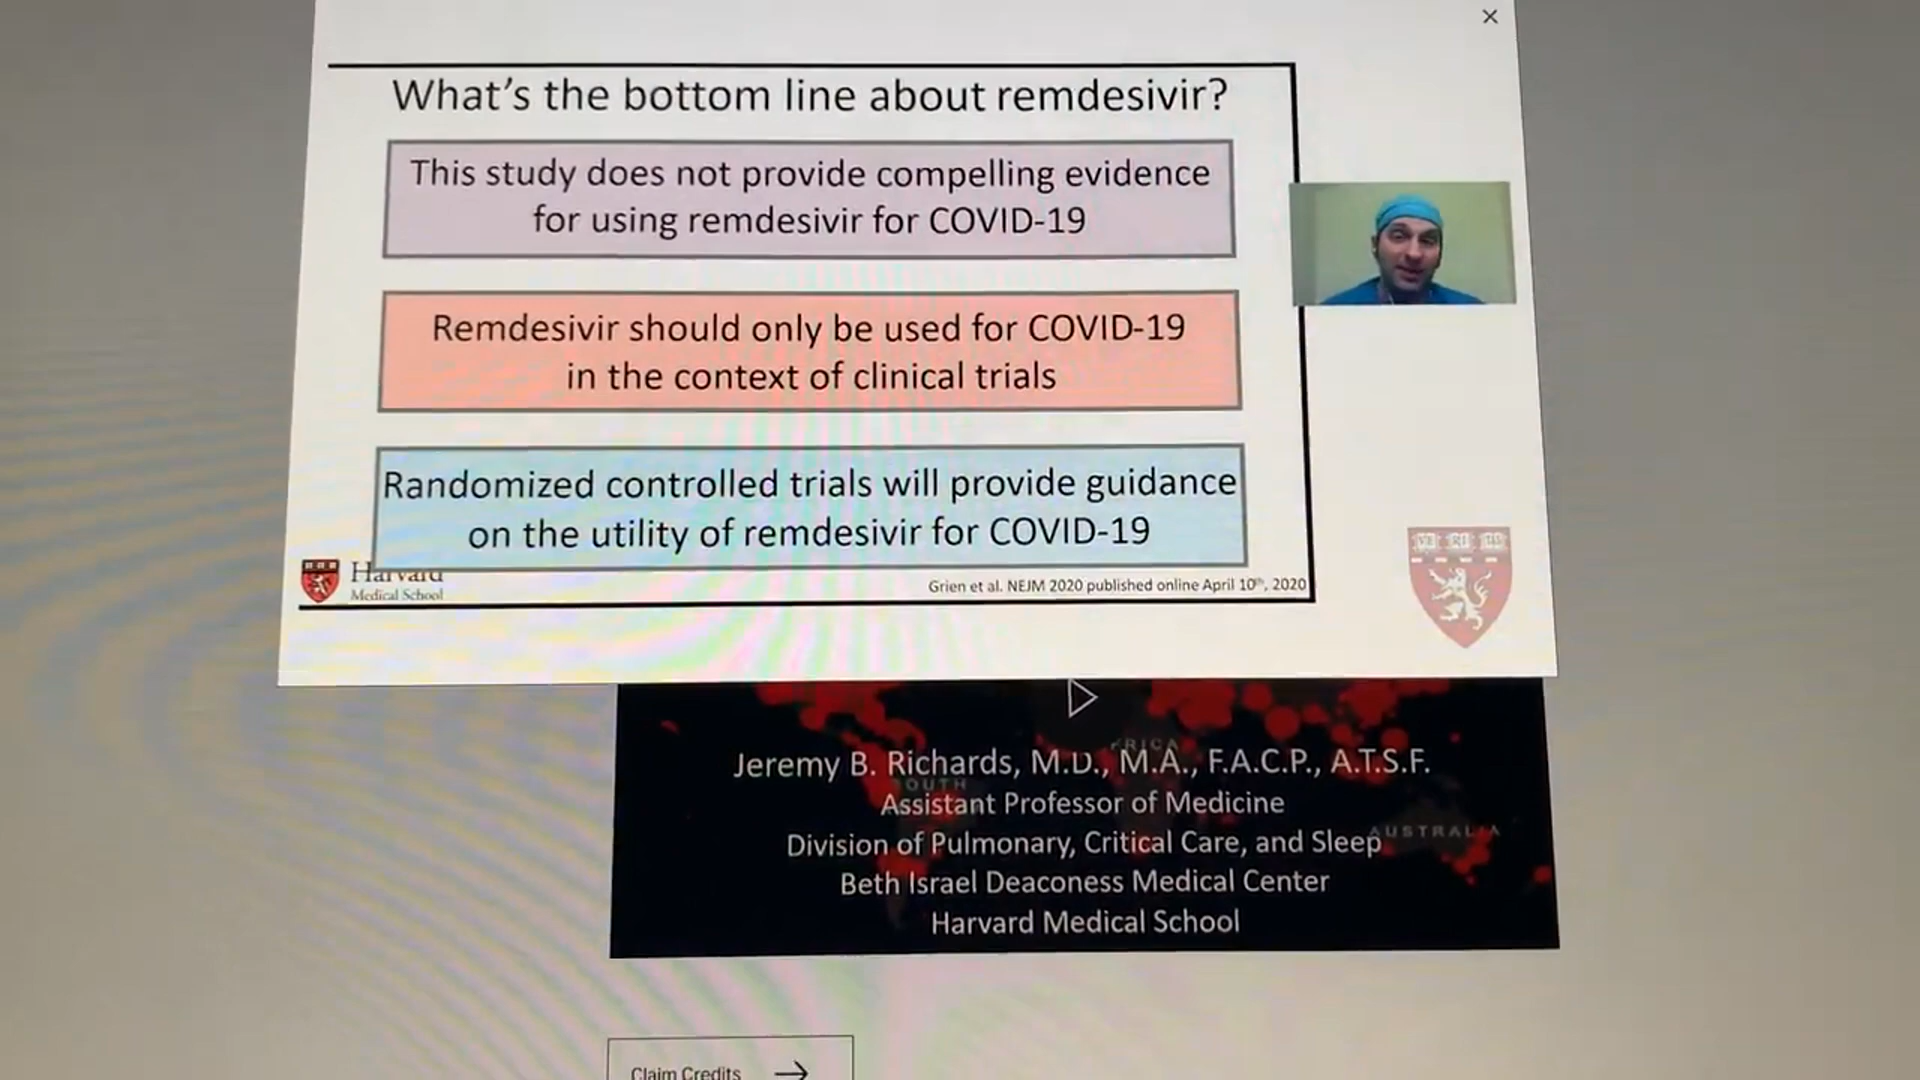 What's the bottom line about remdesivir?
This study does not provide compelling evidence
for using remdesivir for COVID-19
Remdesivir should only be used for COVID-19
in the context of clinical trials
Randomized controlled trials will provide guidance
on the utility of remdesivir for COVID-19
Harvard
Medical School
Grien et al. NEJM 2020 published online April 10th, 2020
VE RI TAS
Jeremy B. Richards, M.D., M.A., F.A.C.P., A.T.S.F.
Assistant Professor of Medicine
Division of Pulmonary, Critical Care, and Sleep
AUSTRALIA
Beth Israel Deaconess Medical Center
Harvard Medical School
Claim Credits